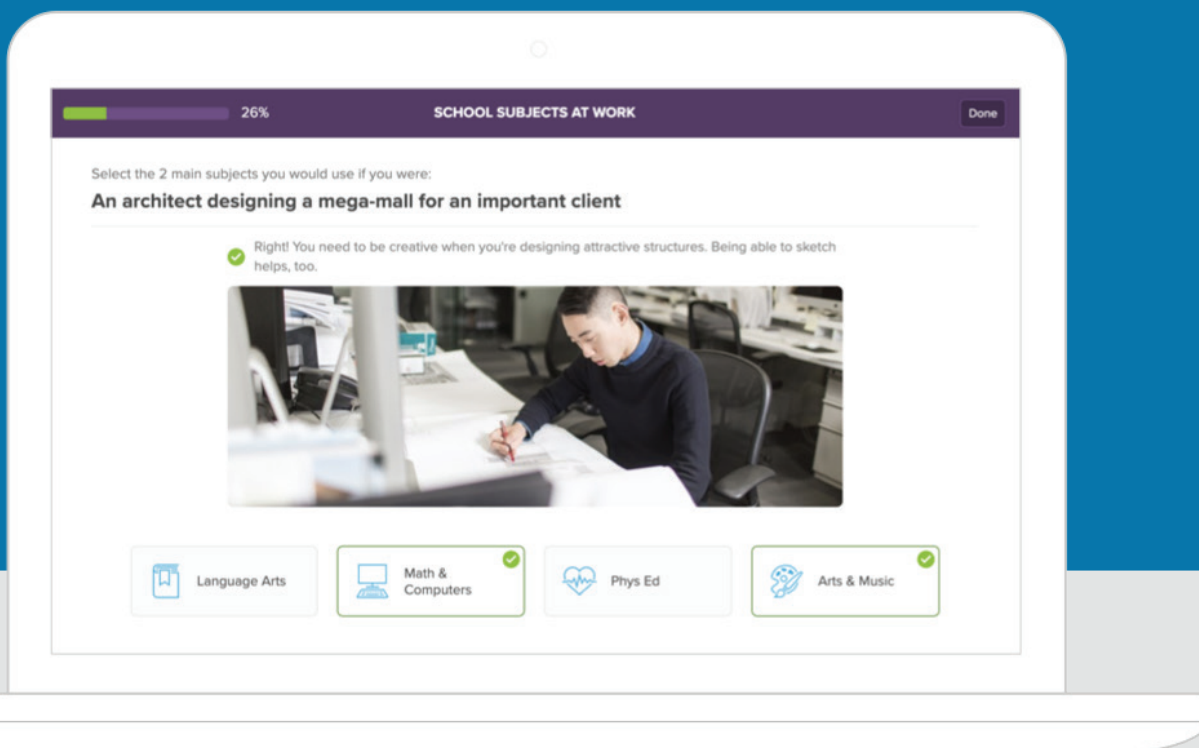 26%
SCHOOL SUBJECTS AT WORK
Done
Select the 2 main subjects you would use if you were:
An architect designing a mega-mall for an important client
Right! You need to be creative when you're designing attractive structures. Being able to sketch
helps, too.
Language Arts
Math &
Computers
Phys Ed
Arts & Music